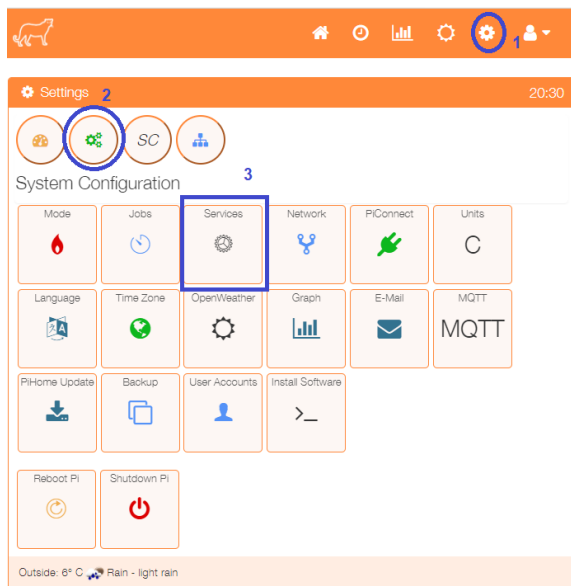 1
Settings 2 20:30
SC
System Configuration 3
Mode Jobs Services Network PiConnect Units
C
Language Time Zone OpenWeather Graph E-Mail MQTT
A MQTT
PiHome Update Backup User Accounts Install Software
>_
Reboot Pi Shutdown Pi
Outside: 6° C Rain - light rain